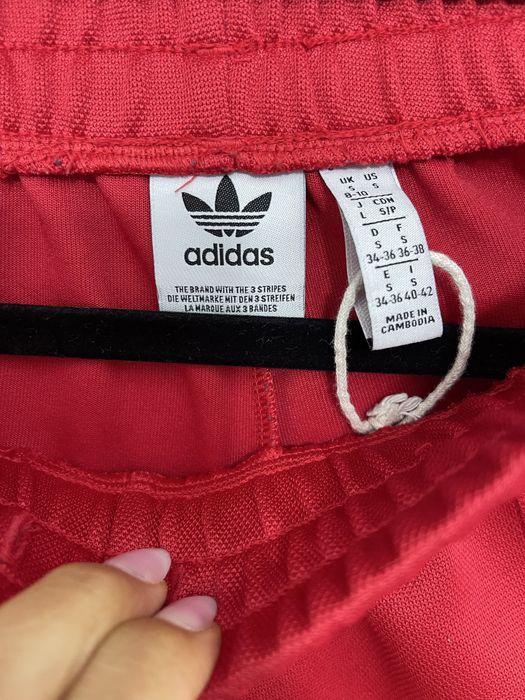 adidas
THE BRAND WITH THE 3 STRIPES
DIE WELTMARKE MIT DEN 3 STREIFEN
LA MARQUE AUX 3 BANDES
UK US
S S
8-10
J CDN
L S/P
D F
S S
34-36 36-38
E I
S S
34-36 40-42
MADE IN
CAMBODIA